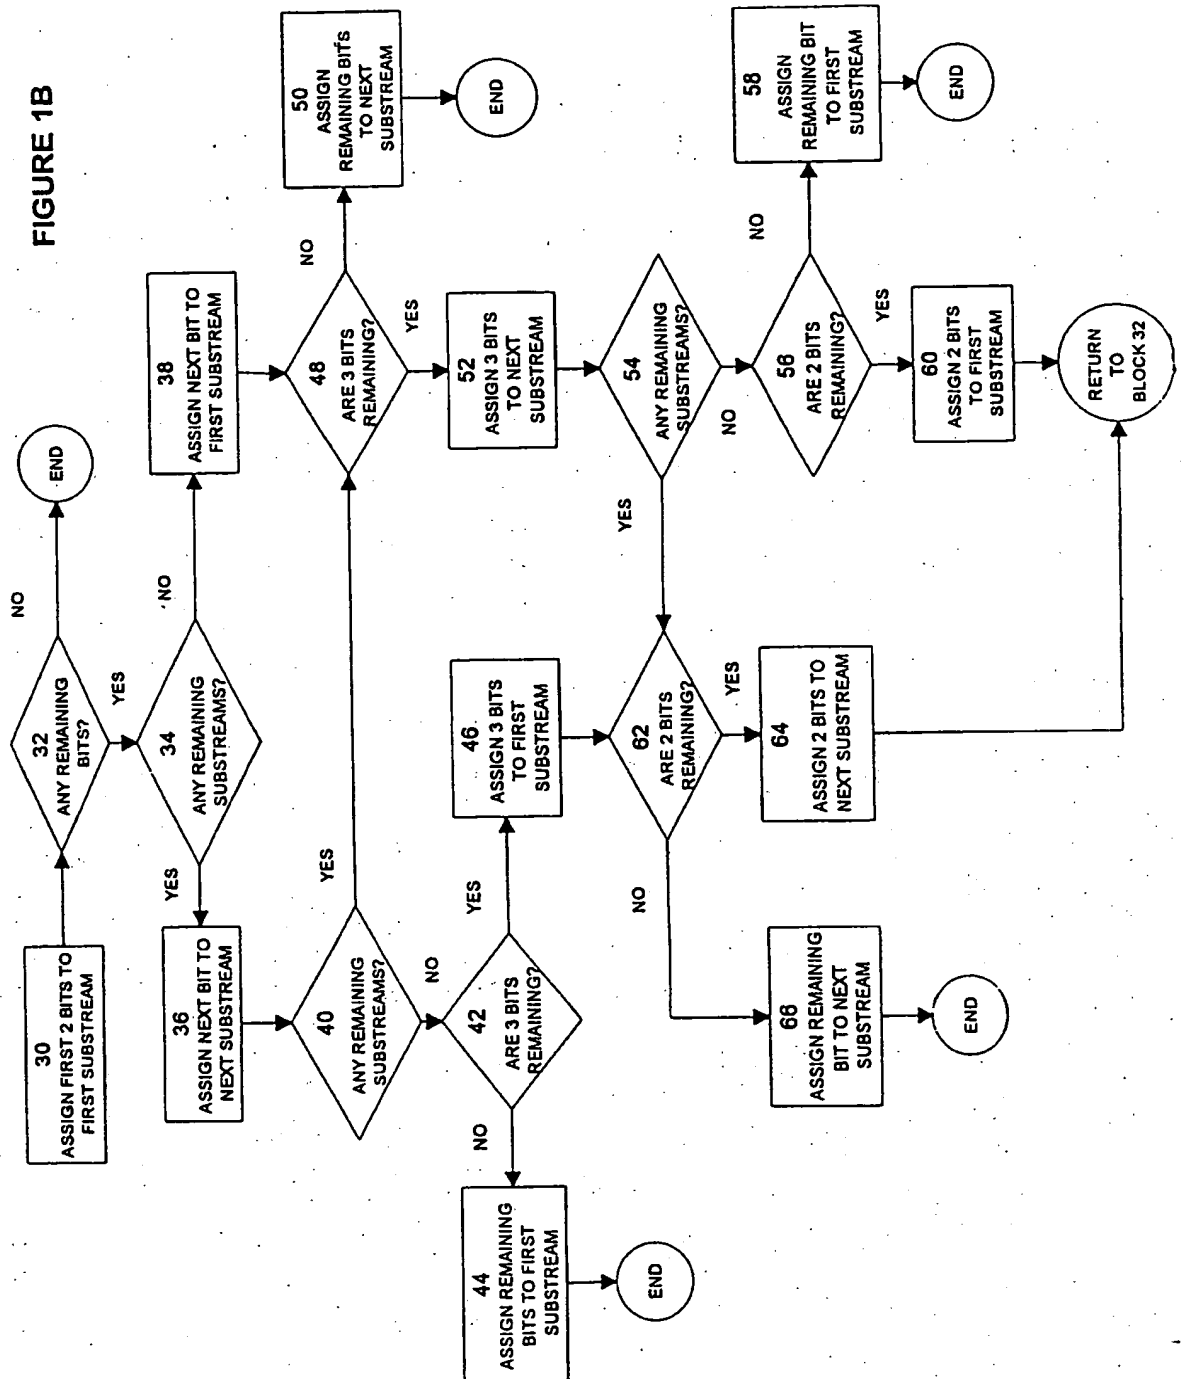 FIGURE 1B
30
ASSIGN FIRST 2 BITS TO
FIRST SUBSTREAM
32
ANY REMAINING
BITS?
NO
END
YES
34
ANY REMAINING
SUBSTREAMS?
NO
YES
36
ASSIGN NEXT BIT TO
NEXT SUBSTREAM
38
ASSIGN NEXT BIT TO
FIRST SUBSTREAM
40
ANY REMAINING
SUBSTREAMS?
YES
NO
42
ARE 3 BITS
REMAINING?
NO
YES
44
ASSIGN REMAINING
BITS TO FIRST
SUBSTREAM
END
46
ASSIGN 3 BITS
TO FIRST
SUBSTREAM
48
ARE 3 BITS
REMAINING?
NO
YES
50
ASSIGN
REMAINING BITS
TO NEXT
SUBSTREAM
END
52
ASSIGN 3 BITS
TO NEXT
SUBSTREAM
54
ANY REMAINING
SUBSTREAMS?
YES
NO
56
ARE 2 BITS
REMAINING?
NO
YES
58
ASSIGN
REMAINING BIT
TO FIRST
SUBSTREAM
END
60
ASSIGN 2 BITS
TO FIRST
SUBSTREAM
RETURN
TO
BLOCK 32
62
ARE 2 BITS
REMAINING?
NO
YES
64
ASSIGN 2 BITS TO
NEXT SUBSTREAM
66
ASSIGN REMAINING
BIT TO NEXT
SUBSTREAM
END